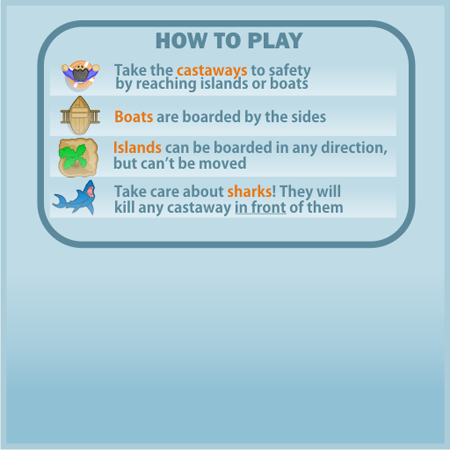 HOW TO PLAY
Take the castaways to safety
by reaching islands or boats
Boats are boarded by the sides
Islands can be boarded in any direction,
but can't be moved
Take care about sharks! They will
kill any castaway in front of them